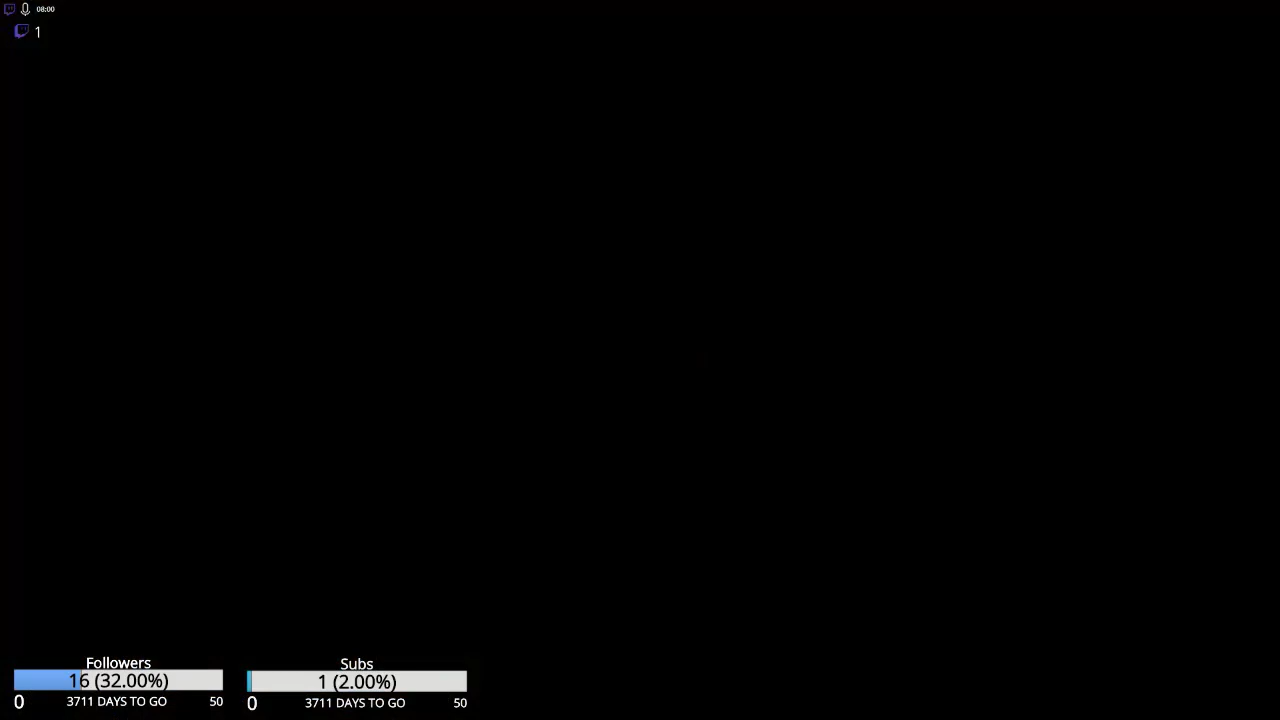 08:00
1
Followers
16 (32.00%)
0 3711 DAYS TO GO 50
Subs
1 (2.00%)
0 3711 DAYS TO GO 50